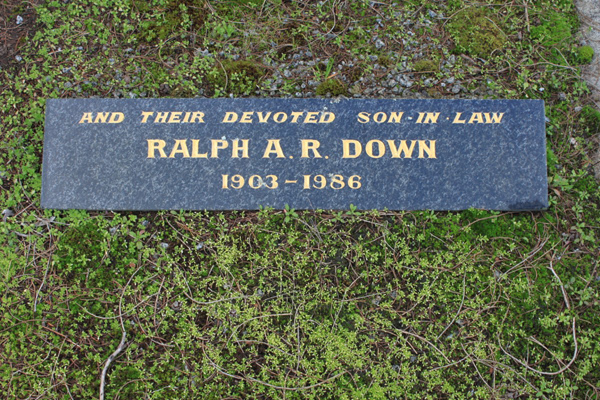 AND THEIR DEVOTED SON-IN-LAW
RALPH A.R. DOWN
1903-1986